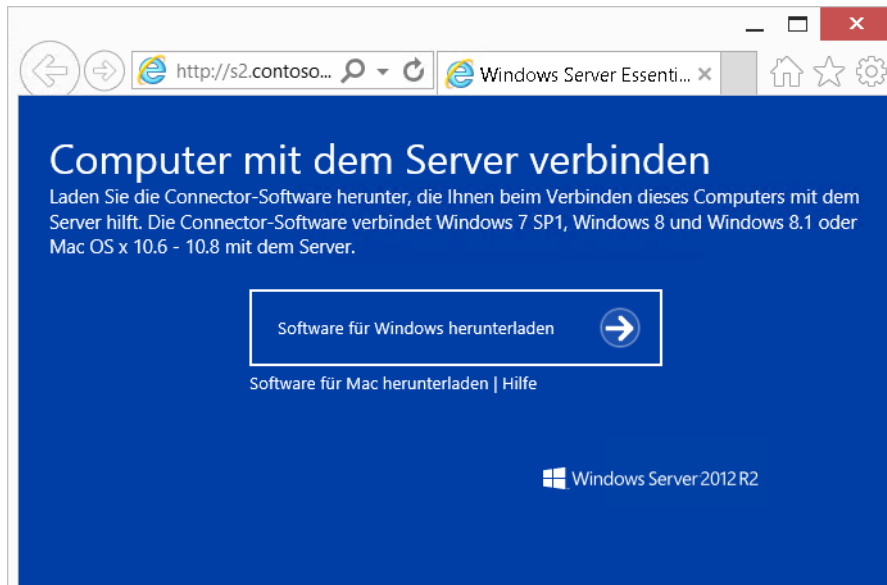 http://s2.contoso...
Windows Server Essenti...
Computer mit dem Server verbinden
Laden Sie die Connector-Software herunter, die Ihnen beim Verbinden dieses Computers mit dem
Server hilft. Die Connector-Software verbindet Windows 7 SP1, Windows 8 und Windows 8.1 oder
Mac OS x 10.6 - 10.8 mit dem Server.
Software für Windows herunterladen
Software für Mac herunterladen | Hilfe
Windows Server 2012 R2